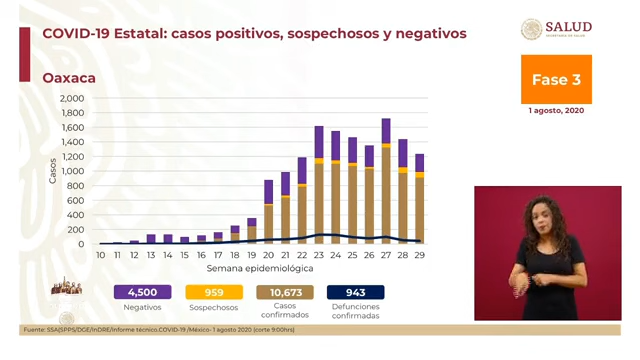 COVID-19 Estatal: casos positivos, sospechosos y negativos
SALUD
SECRETARÍA DE SALUD
Oaxaca
Fase 3
1 agosto, 2020
2,000
1,800
1,600
1,400
1,200
1,000
800
600
400
200
0
Casos
10 11 12 13 14 15 16 17 18 19 20 21 22 23 24 25 26 27 28 29
Semana epidemiológica
4,500 959 10,673 943
Negativos Sospechosos Casos confirmados Defunciones confirmadas
Fuente: SSA(SPPS/DGE/InDRE/Informe técnico.COVID-19 /México- 1 agosto 2020 (corte 9:00hrs)